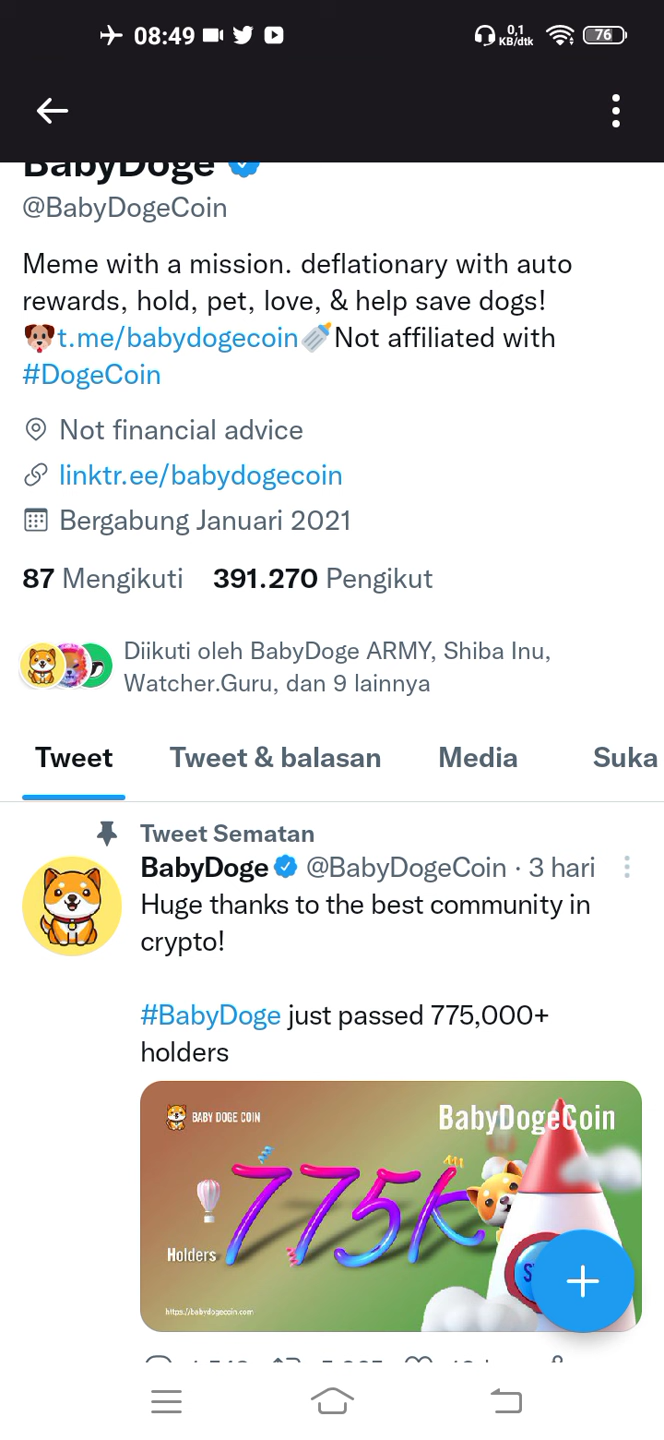 08:49
0,1
KB/dtk
76
BabyDoge
@BabyDogeCoin
Meme with a mission. deflationary with auto
rewards, hold, pet, love, & help save dogs!
🐶t.me/babydogecoin🍼Not affiliated with
#DogeCoin
Not financial advice
linktr.ee/babydogecoin
Bergabung Januari 2021
87 Mengikuti 391.270 Pengikut
Diikuti oleh BabyDoge ARMY, Shiba Inu,
Watcher.Guru, dan 9 lainnya
Tweet Tweet & balasan Media Suka
Tweet Sematan
BabyDoge @BabyDogeCoin · 3 hari
Huge thanks to the best community in
crypto!
#BabyDoge just passed 775,000+
holders
BABY DOGE COIN
BabyDogeCoin
775K
Holders
https://babydogecoin.com